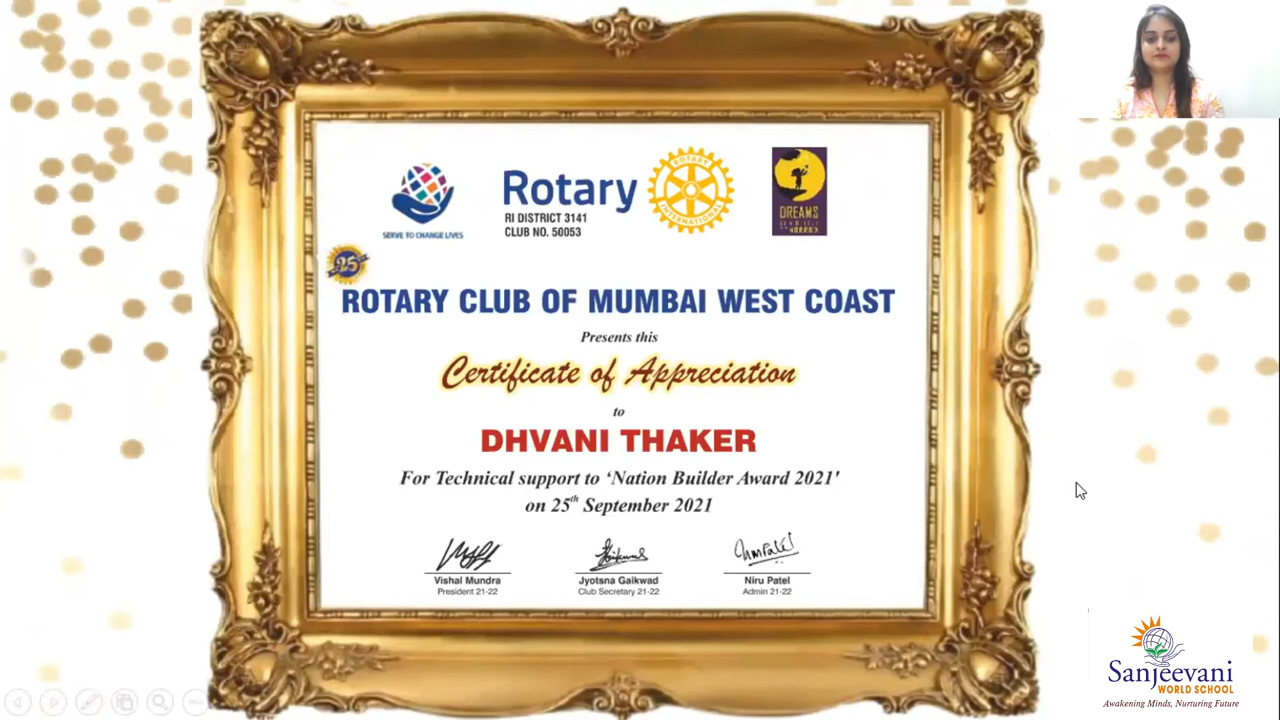 SERVE TO CHANGE LIVES
Rotary
RI DISTRICT 3141
CLUB NO. 50053
ROTARY
INTERNATIONAL
DREAMS
25
ROTARY CLUB OF MUMBAI WEST COAST
Presents this
Certificate of Appreciation
to
DHVANI THAKER
For Technical support to ‘Nation Builder Award 2021'
on 25th September 2021
Vishal Mundra
President 21-22
Jyotsna Gaikwad
Club Secretary 21-22
Niru Patel
Admin 21-22
Sanjeevani
WORLD SCHOOL
Awakening Minds, Nurturing Future